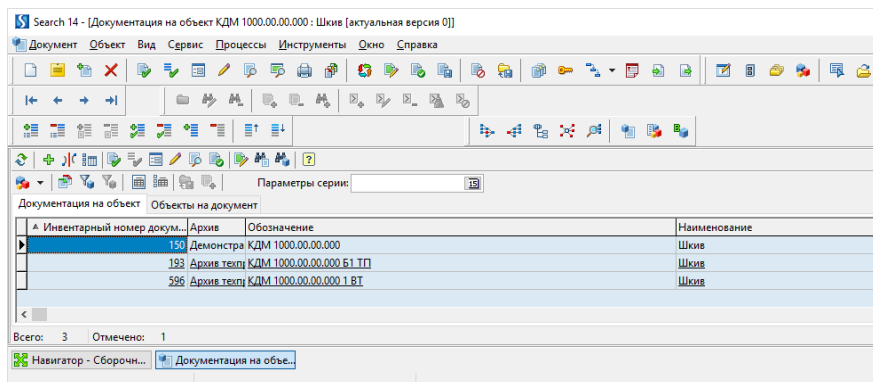 Search 14 - [Документация на объект КДМ 1000.00.00.000 : Шкив [актуальная версия 0]]
Документ Объект Вид Сервис Процессы Инструменты Окно Справка
Параметры серии: 15
Документация на объект Объекты на документ
Инвентарный номер докум... Архив Обозначение Наименование
150 Демонстра КДМ 1000.00.00.000 Шкив
193 Архив техпр КДМ 1000.00.00.000 Б1 ТП Шкив
596 Архив техпр КДМ 1000.00.00.000 1 ВТ Шкив
Всего: 3 Отмечено: 1
Навигатор - Сборочн... Документация на объе...